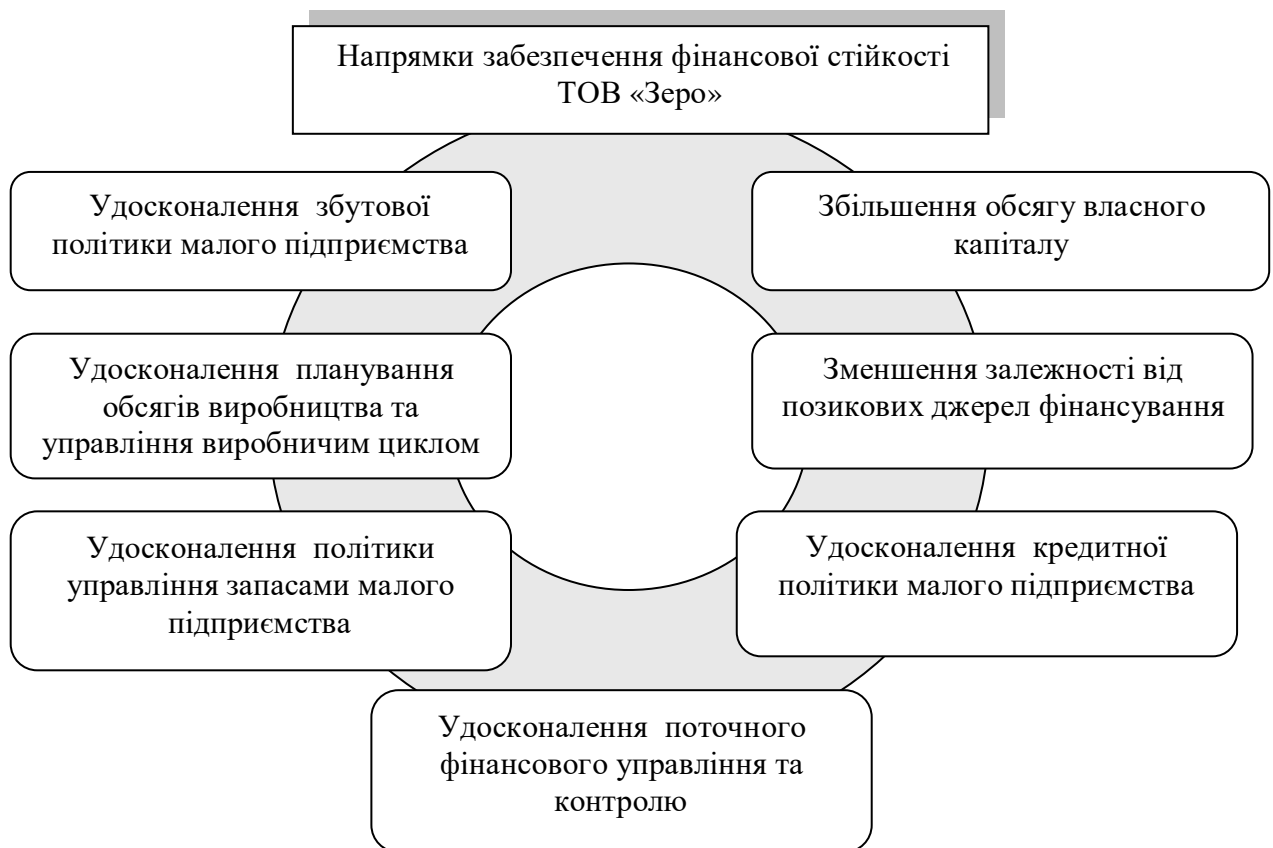 Напрямки забезпечення фінансової стійкості
ТОВ «Зеро»
Удосконалення збутової
політики малого підприємства
Збільшення обсягу власного
капіталу
Удосконалення планування
обсягів виробництва та
управління виробничим циклом
Зменшення залежності від
позикових джерел фінансування
Удосконалення політики
управління запасами малого
підприємства
Удосконалення кредитної
політики малого підприємства
Удосконалення поточного
фінансового управління та
контролю